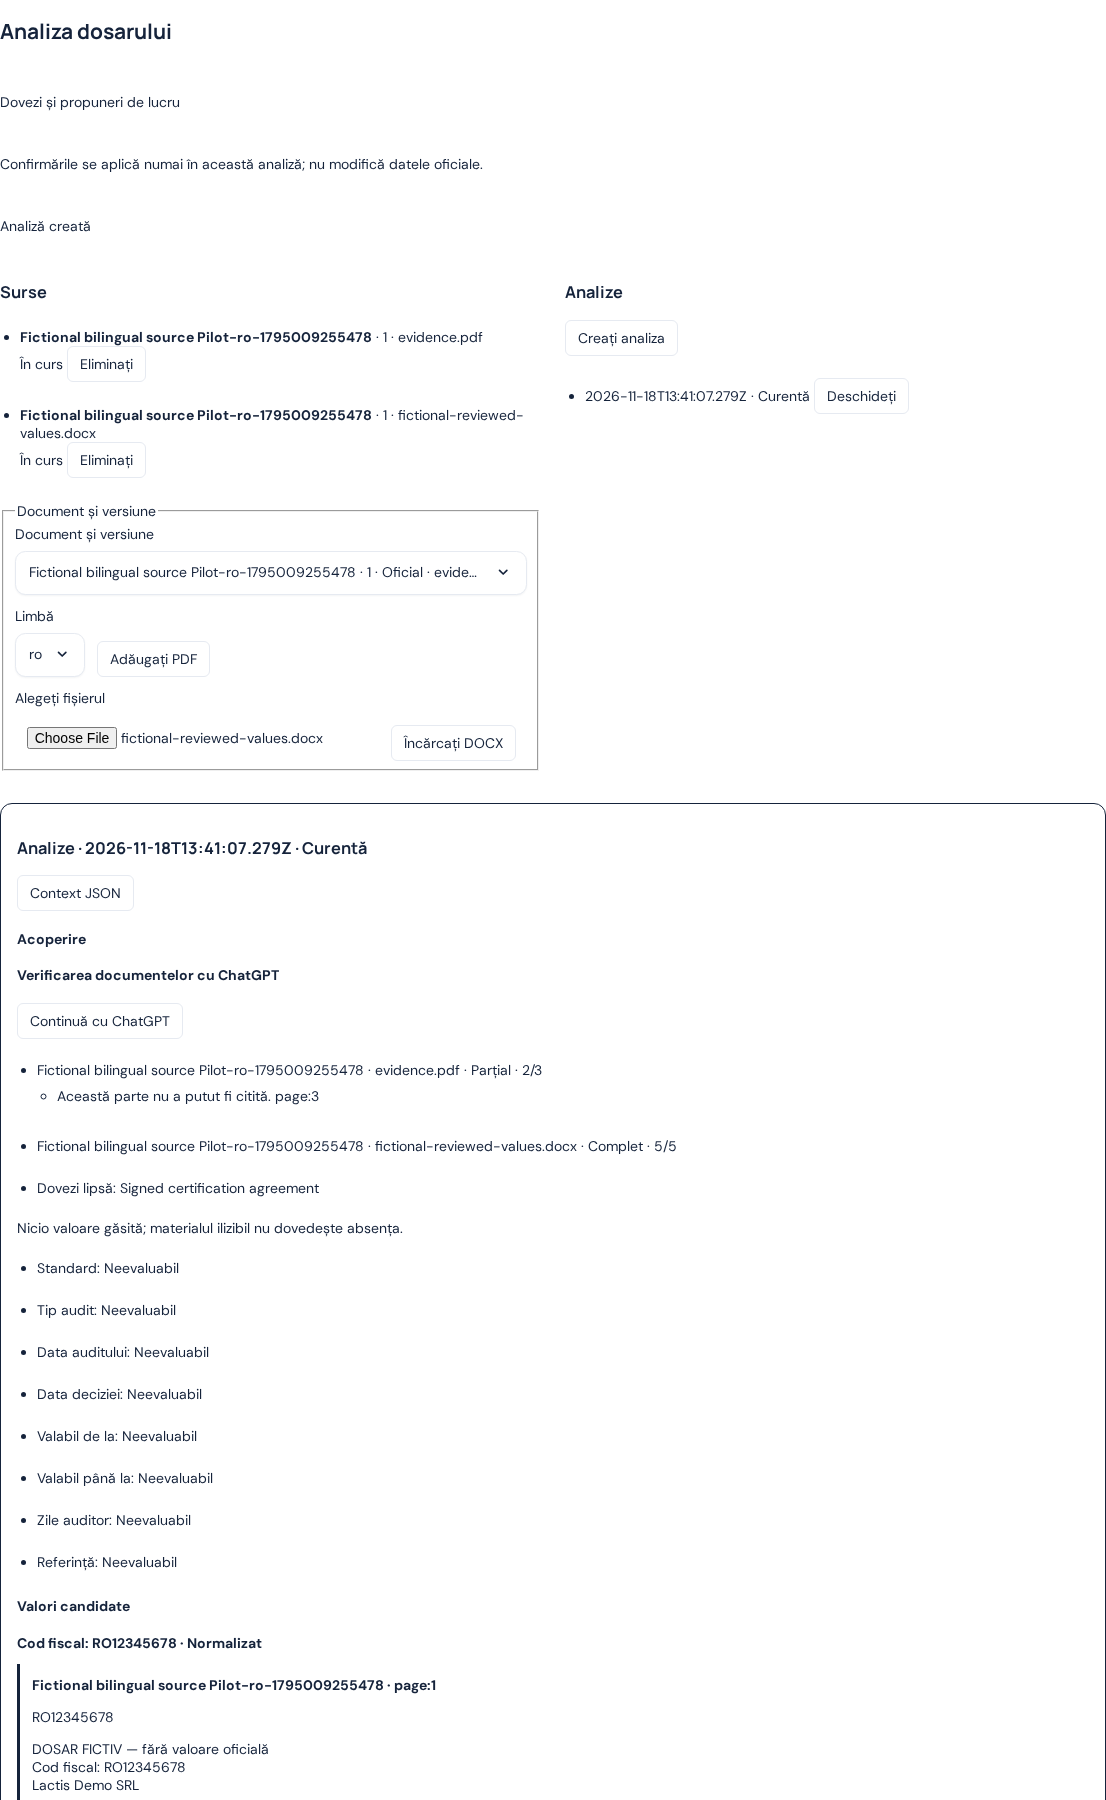 Analiza dosarului
Dovezi și propuneri de lucru
Confirmările se aplică numai în această analiză; nu modifică datele oficiale.
Analiză creată
Surse
Fictional bilingual source Pilot-ro-1795009255478 · 1 · evidence.pdf
În curs Eliminați
Fictional bilingual source Pilot-ro-1795009255478 · 1 · fictional-reviewed-
values.docx
În curs Eliminați
Document și versiune
Document și versiune
Fictional bilingual source Pilot-ro-1795009255478 · 1 · Oficial · evide...
Limbă
ro Adăugați PDF
Alegeți fișierul
Choose File fictional-reviewed-values.docx Încărcați DOCX
Analize
Creați analiza
2026-11-18T13:41:07.279Z · Curentă Deschideți
Analize · 2026-11-18T13:41:07.279Z · Curentă
Context JSON
Acoperire
Verificarea documentelor cu ChatGPT
Continuă cu ChatGPT
Fictional bilingual source Pilot-ro-1795009255478 · evidence.pdf · Parțial · 2/3
Această parte nu a putut fi citită. page:3
Fictional bilingual source Pilot-ro-1795009255478 · fictional-reviewed-values.docx · Complet · 5/5
Dovezi lipsă: Signed certification agreement
Nicio valoare găsită; materialul ilizibil nu dovedește absența.
Standard: Neevaluabil
Tip audit: Neevaluabil
Data auditului: Neevaluabil
Data deciziei: Neevaluabil
Valabil de la: Neevaluabil
Valabil până la: Neevaluabil
Zile auditor: Neevaluabil
Referință: Neevaluabil
Valori candidate
Cod fiscal: RO12345678 · Normalizat
Fictional bilingual source Pilot-ro-1795009255478 · page:1
RO12345678
DOSAR FICTIV — fără valoare oficială
Cod fiscal: RO12345678
Lactis Demo SRL